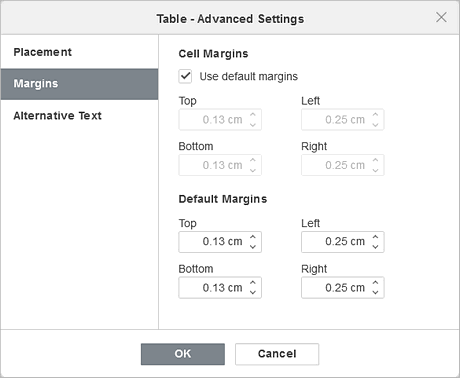 Table - Advanced Settings
Placement
Margins
Alternative Text
Cell Margins
Use default margins
Top Left
0.13 cm 0.25 cm
Bottom Right
0.13 cm 0.25 cm
Default Margins
Top Left
0.13 cm 0.25 cm
Bottom Right
0.13 cm 0.25 cm
OK Cancel